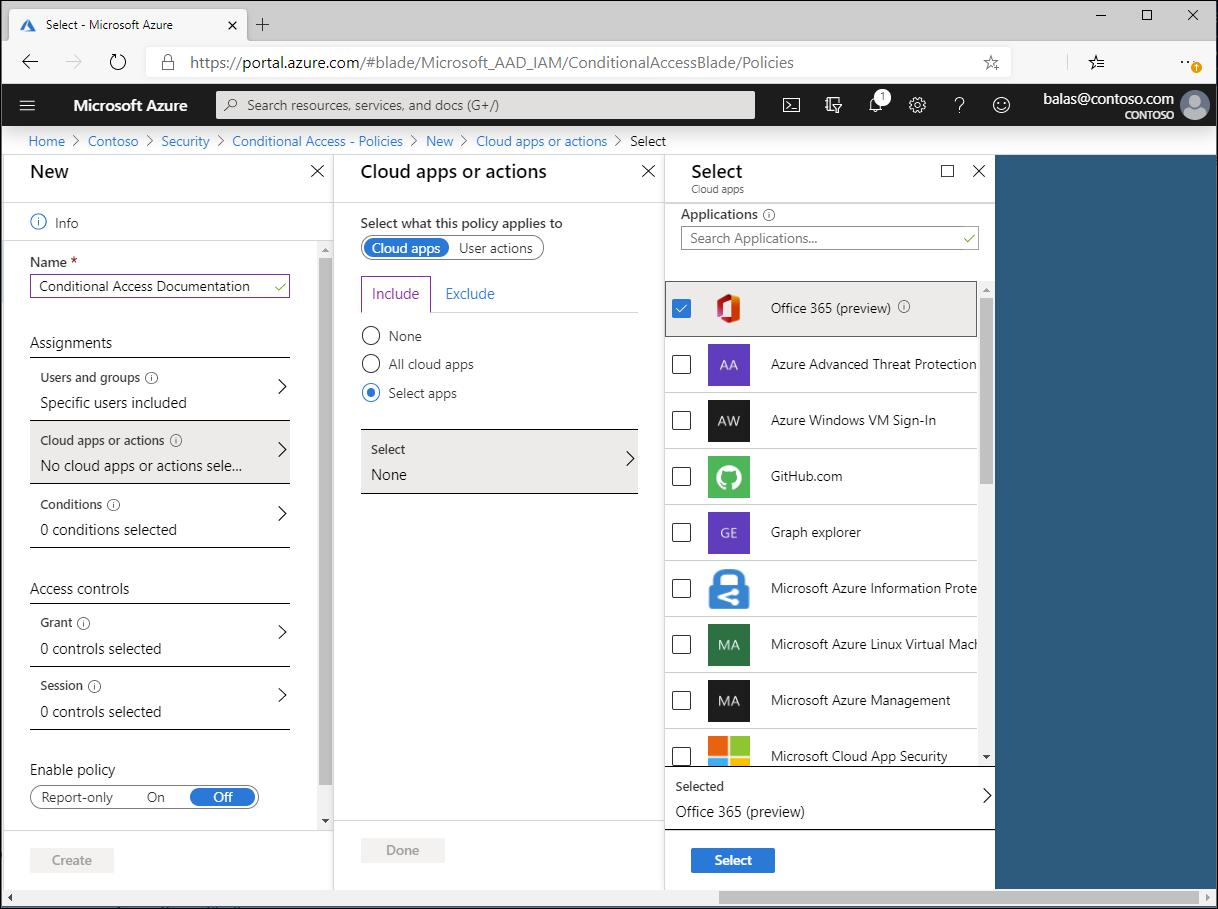 Select - Microsoft Azure
https://portal.azure.com/#blade/Microsoft_AAD_IAM/ConditionalAccessBlade/Policies
Microsoft Azure
Search resources, services, and docs (G+/)
1
balas@contoso.com
CONTOSO
Home > Contoso > Security > Conditional Access - Policies > New > Cloud apps or actions > Select
New
Info
Name *
Conditional Access Documentation
Assignments
Users and groups
Specific users included
Cloud apps or actions
No cloud apps or actions sele...
Conditions
0 conditions selected
Access controls
Grant
0 controls selected
Session
0 controls selected
Enable policy
Report-only On Off
Create
Cloud apps or actions
Select what this policy applies to
Cloud apps User actions
Include Exclude
None
All cloud apps
Select apps
Select
None
Done
Select
Cloud apps
Applications
Search Applications...
Office 365 (preview)
AA Azure Advanced Threat Protection
AW Azure Windows VM Sign-In
GitHub.com
GE Graph explorer
Microsoft Azure Information Prote
MA Microsoft Azure Linux Virtual Mach
MA Microsoft Azure Management
Microsoft Cloud App Security
Selected
Office 365 (preview)
Select